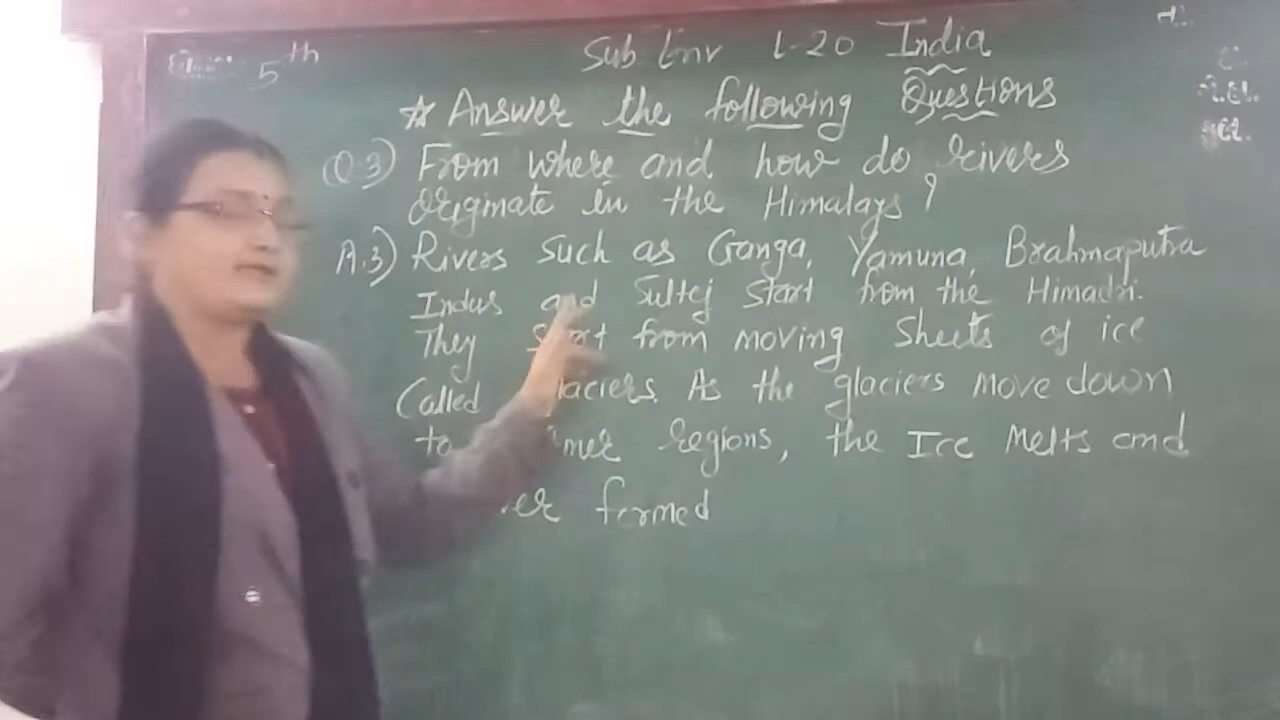 5th
Sub Env L-20 India
☆ Answer the following Questions
Q.3) From where and how do rivers
Originate in the Himalays?
A.3) Rivers such as Ganga, Yamuna, Brahmaputra
Indus and Sultej Start from the Himadri.
They Start from moving Sheets of ice
Called glaciers. As the glaciers move down
to regions, the Ice Melts and
formed